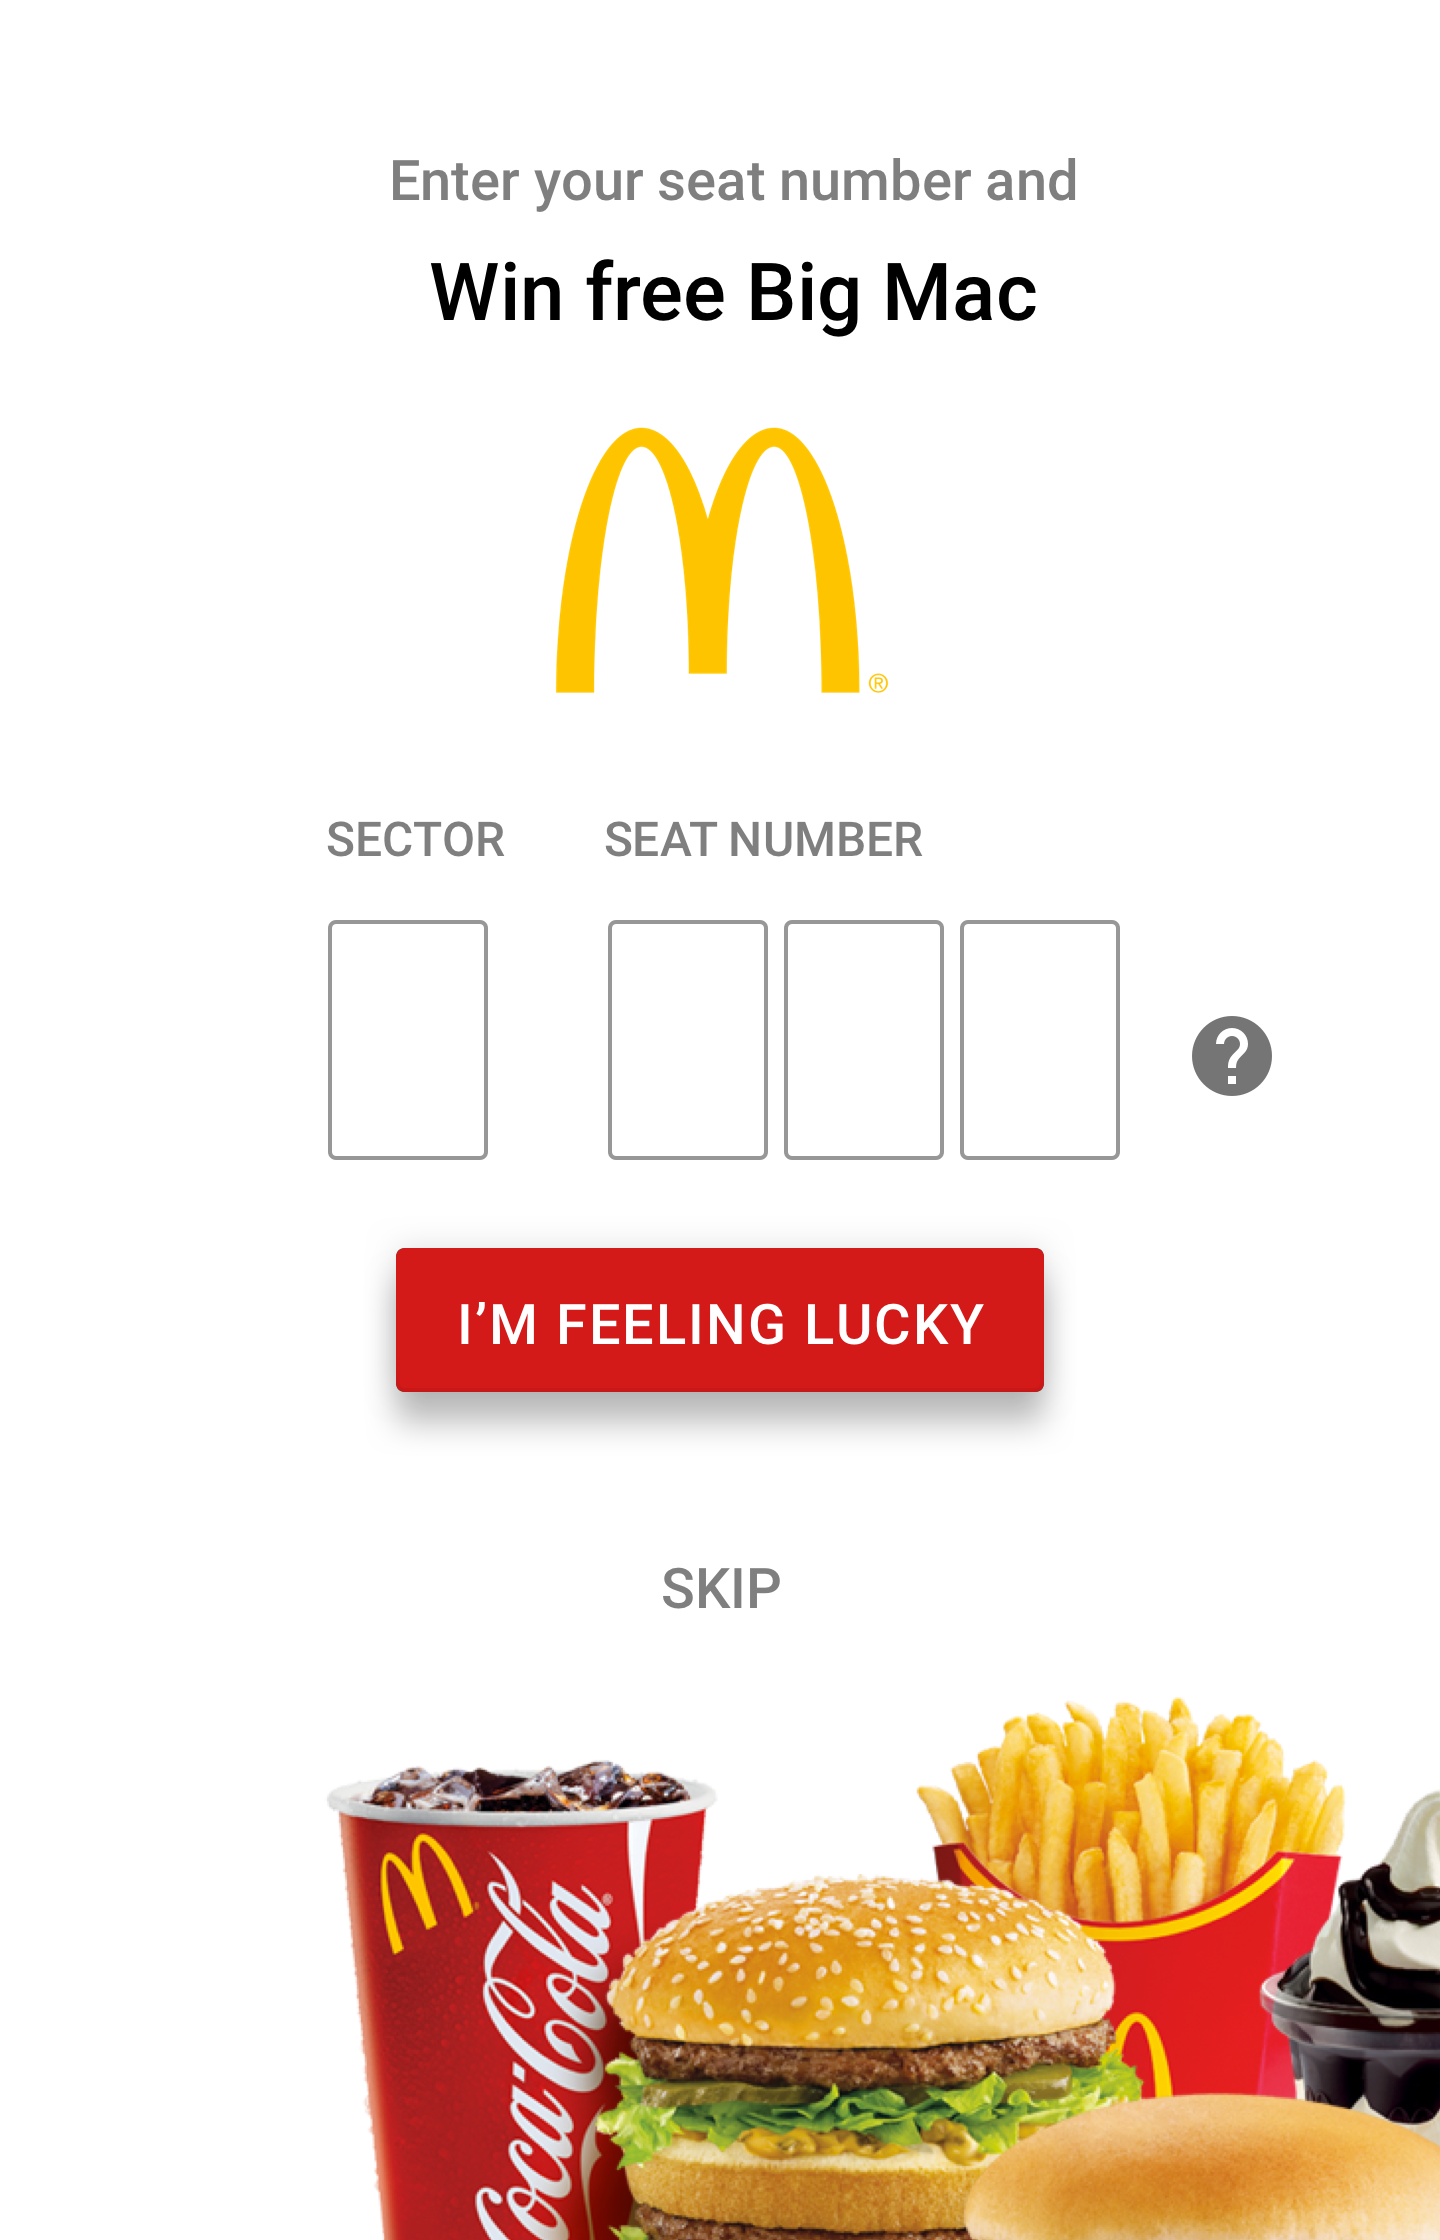 Enter your seat number and
Win free Big Mac
®
SECTOR SEAT NUMBER
?
I’M FEELING LUCKY
SKIP
Coca-Cola